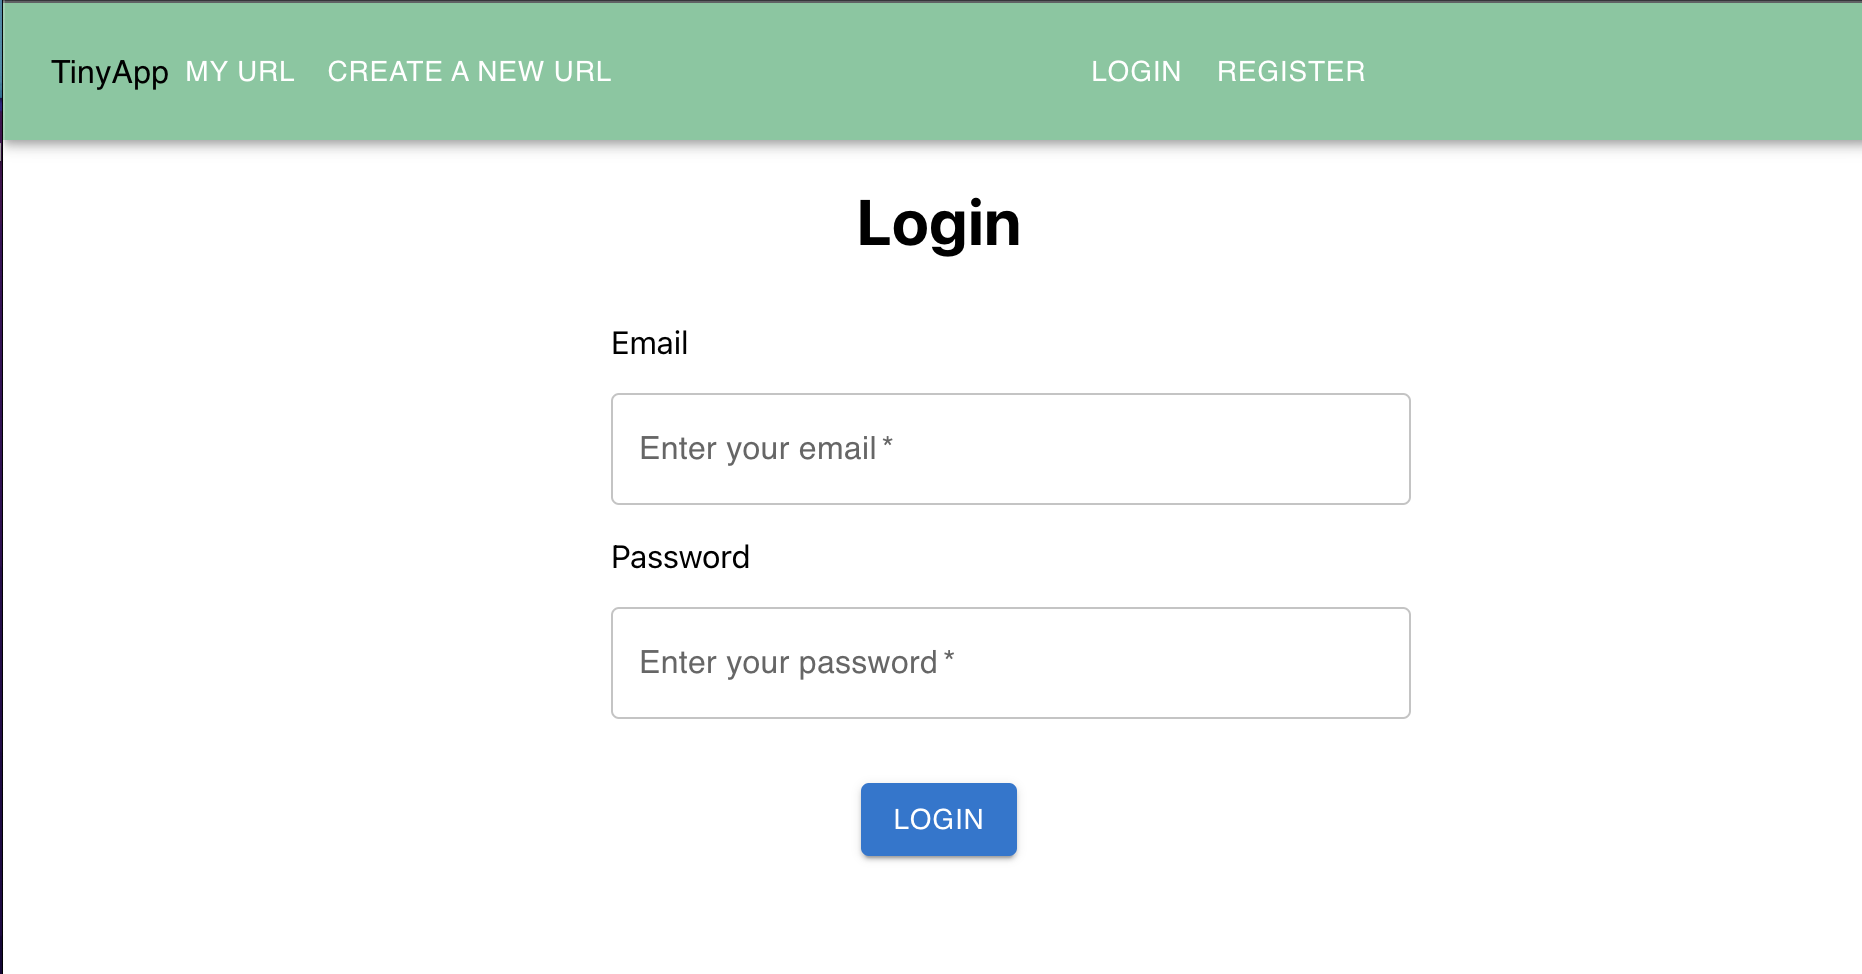 TinyApp MY URL CREATE A NEW URL LOGIN REGISTER
Login
Email
Enter your email *
Password
Enter your password *
LOGIN